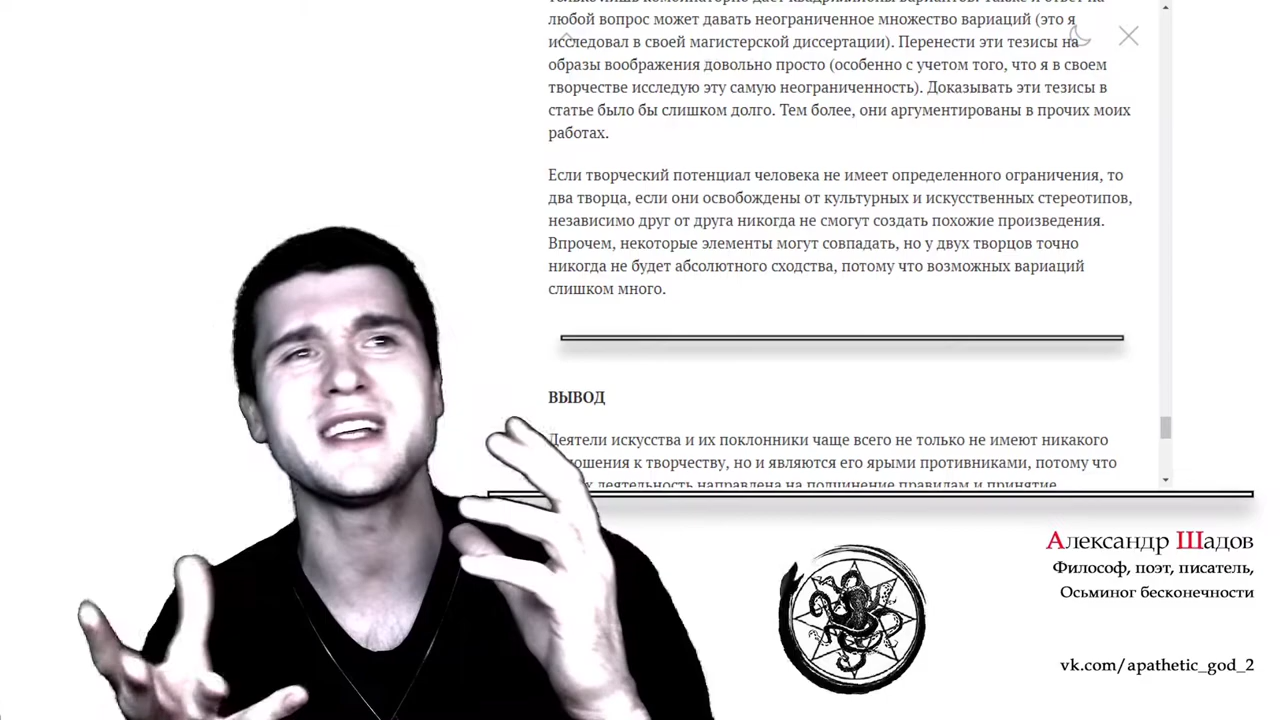 любой вопрос может давать неограниченное множество вариаций (это я
исследовал в своей магистерской диссертации). Перенести эти тезисы на
образы воображения довольно просто (особенно с учетом того, что я в своем
творчестве исследую эту самую неограниченность). Доказывать эти тезисы в
статье было бы слишком долго. Тем более, они аргументированы в прочих моих
работах.
Если творческий потенциал человека не имеет определенного ограничения, то
два творца, если они освобождены от культурных и искусственных стереотипов,
независимо друг от друга никогда не смогут создать похожие произведения.
Впрочем, некоторые элементы могут совпадать, но у двух творцов точно
никогда не будет абсолютного сходства, потому что возможных вариаций
слишком много.
ВЫВОД
Деятели искусства и их поклонники чаще всего не только не имеют никакого
к творчеству, но и являются его ярыми противниками, потому что
деятельность направлена на подчинение правилам и принятие
Александр Шадов
Философ, поэт, писатель,
Осьминог бесконечности
vk.com/apathetic_god_2